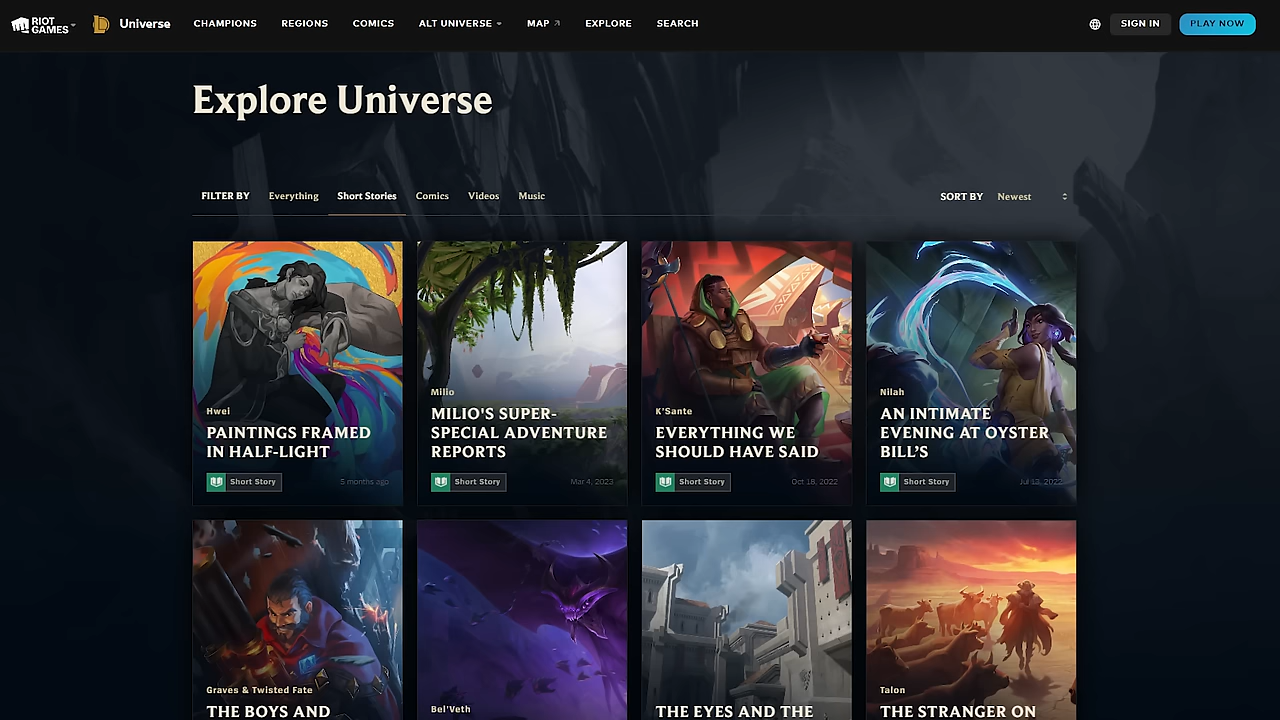 RIOT GAMES Universe CHAMPIONS REGIONS COMICS ALT UNIVERSE MAP EXPLORE SEARCH SIGN IN PLAY NOW
Explore Universe
FILTER BY Everything Short Stories Comics Videos Music SORT BY Newest
Hwei
PAINTINGS FRAMED
IN HALF-LIGHT
Short Story 5 months ago
Milio
MILIO'S SUPER-
SPECIAL ADVENTURE
REPORTS
Short Story Mar 4, 2023
K'Sante
EVERYTHING WE
SHOULD HAVE SAID
Short Story Oct 18, 2022
Nilah
AN INTIMATE
EVENING AT OYSTER
BILL'S
Short Story Jul 13, 2022
Graves & Twisted Fate
THE BOYS AND
Bel'Veth
THE EYES AND THE
Talon
THE STRANGER ON